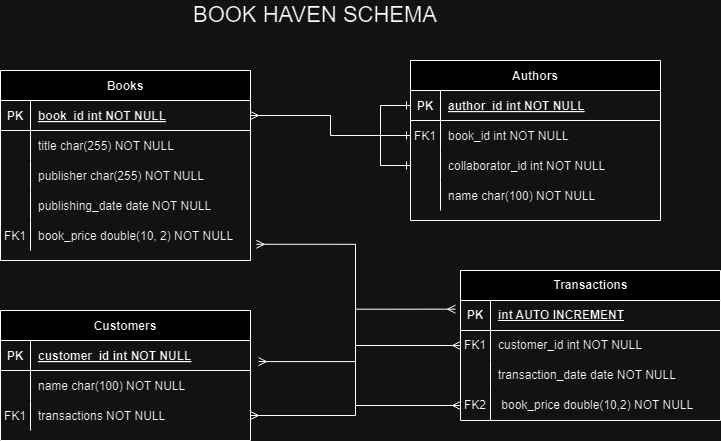 BOOK HAVEN SCHEMA
Books
PK book_id int NOT NULL
title char(255) NOT NULL
publisher char(255) NOT NULL
publishing_date date NOT NULL
FK1 book_price double(10, 2) NOT NULL
Authors
PK author_id int NOT NULL
FK1 book_id int NOT NULL
collaborator_id int NOT NULL
name char(100) NOT NULL
Customers
PK customer_id int NOT NULL
name char(100) NOT NULL
FK1 transactions NOT NULL
Transactions
PK int AUTO INCREMENT
FK1 customer_id int NOT NULL
transaction_date date NOT NULL
FK2 book_price double(10,2) NOT NULL